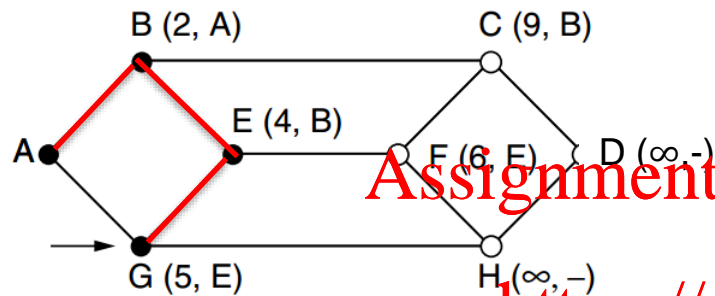 B (2, A)
C (9, B)
E (4, B)
A
F (6, E)
D (∞,-)
Assignment
G (5, E)
H (∞, –)